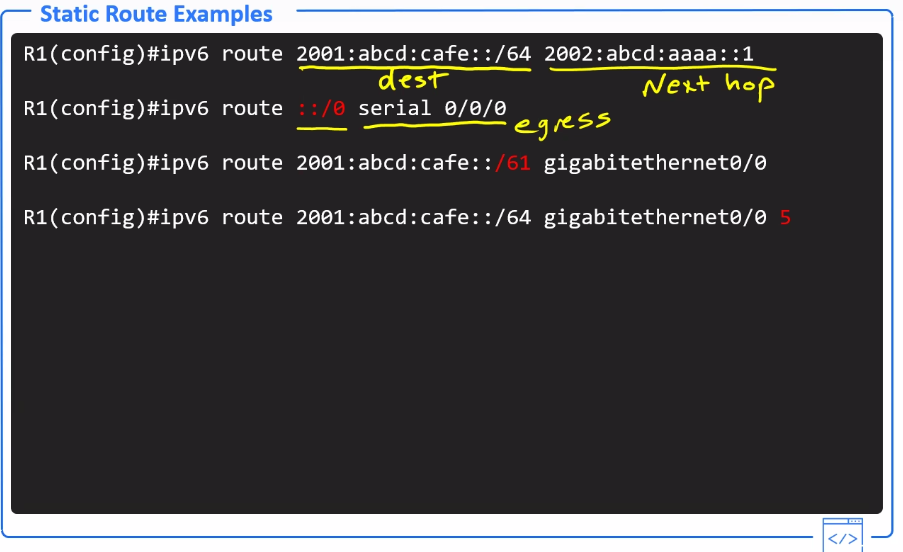 Static Route Examples
R1(config)#ipv6 route 2001:abcd:cafe::/64 2002:abcd:aaaa::1
dest Next hop
R1(config)#ipv6 route ::/0 serial 0/0/0
egress
R1(config)#ipv6 route 2001:abcd:cafe::/61 gigabitethernet0/0
R1(config)#ipv6 route 2001:abcd:cafe::/64 gigabitethernet0/0 5
</>